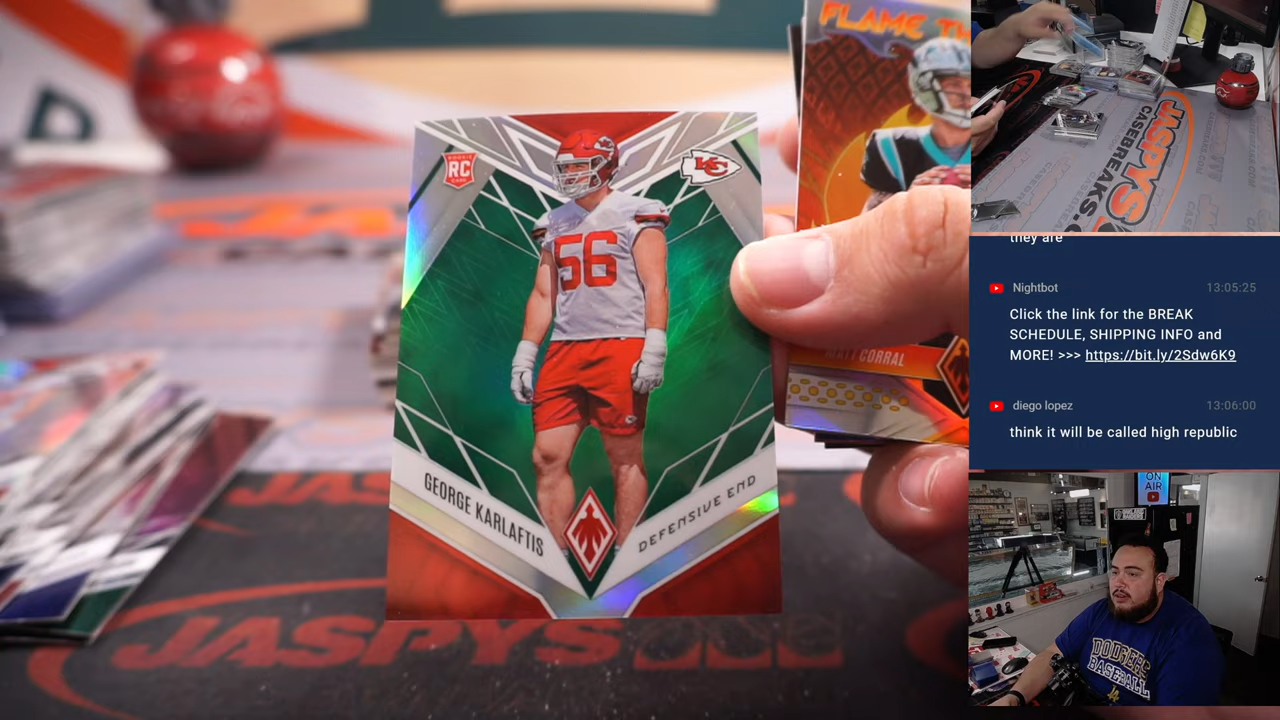 FLAME TH
ROOKIE
RC
KC
56
GEORGE KARLAFTIS
DEFENSIVE END
MATT CORRAL
JASPYS
JASPYS
CASEBREAKS.
they are
Nightbot
13:05:25
Click the link for the BREAK
SCHEDULE, SHIPPING INFO and
MORE! >>> https://bit.ly/2Sdw6K9
diego lopez
13:06:00
think it will be called high republic
ON
AIR
DODGERS
BASEBALL
LA